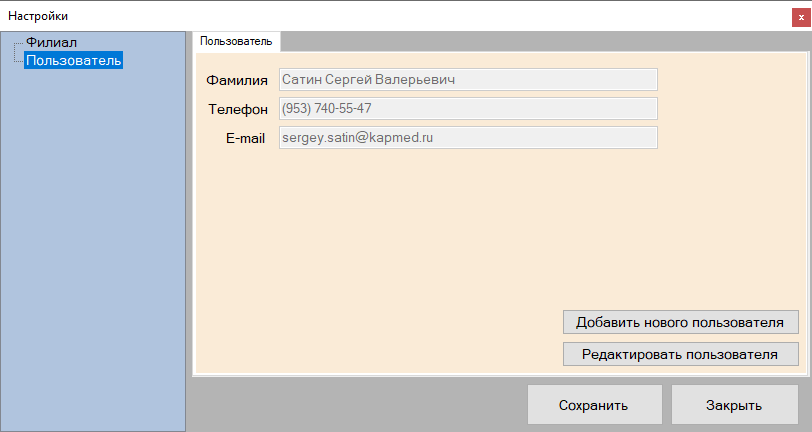 Настройки
x
Филиал
Пользователь
Пользователь
Фамилия Сатин Сергей Валерьевич
Телефон (953) 740-55-47
E-mail sergey.satin@kapmed.ru
Добавить нового пользователя
Редактировать пользователя
Сохранить Закрыть